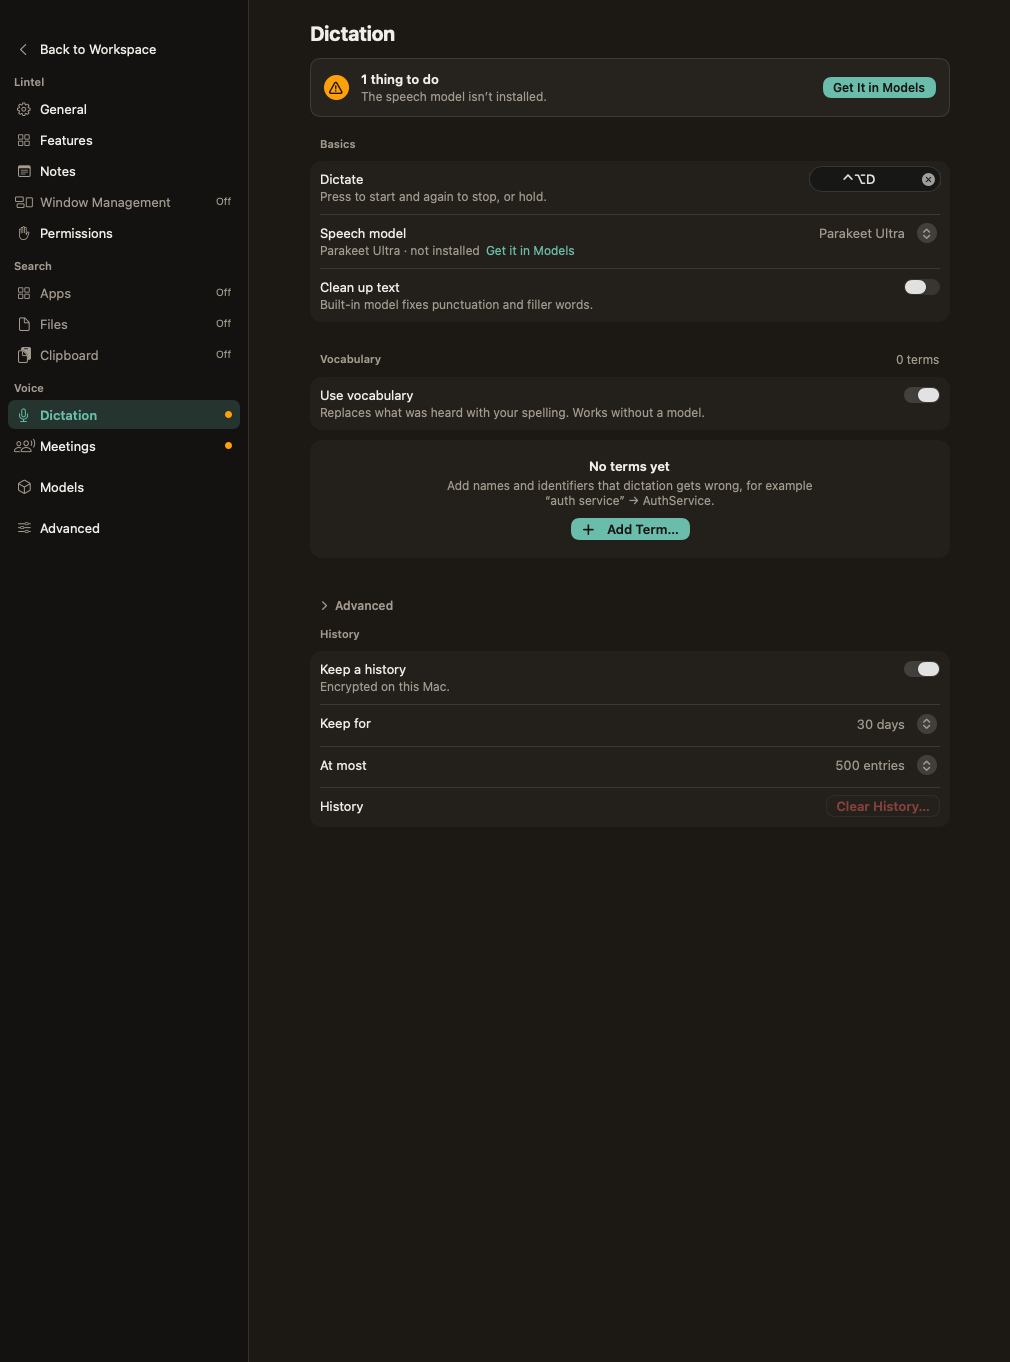 Back to Workspace
Lintel
General
Features
Notes
Window Management Off
Permissions
Search
Apps Off
Files Off
Clipboard Off
Voice
Dictation
Meetings
Models
Advanced
Dictation
1 thing to do
The speech model isn’t installed.
Get It in Models
Basics
Dictate
Press to start and again to stop, or hold.
⌃⌥D
Speech model
Parakeet Ultra · not installed Get it in Models
Parakeet Ultra
Clean up text
Built-in model fixes punctuation and filler words.
Vocabulary
0 terms
Use vocabulary
Replaces what was heard with your spelling. Works without a model.
No terms yet
Add names and identifiers that dictation gets wrong, for example
“auth service” → AuthService.
+ Add Term...
Advanced
History
Keep a history
Encrypted on this Mac.
Keep for
30 days
At most
500 entries
History
Clear History...